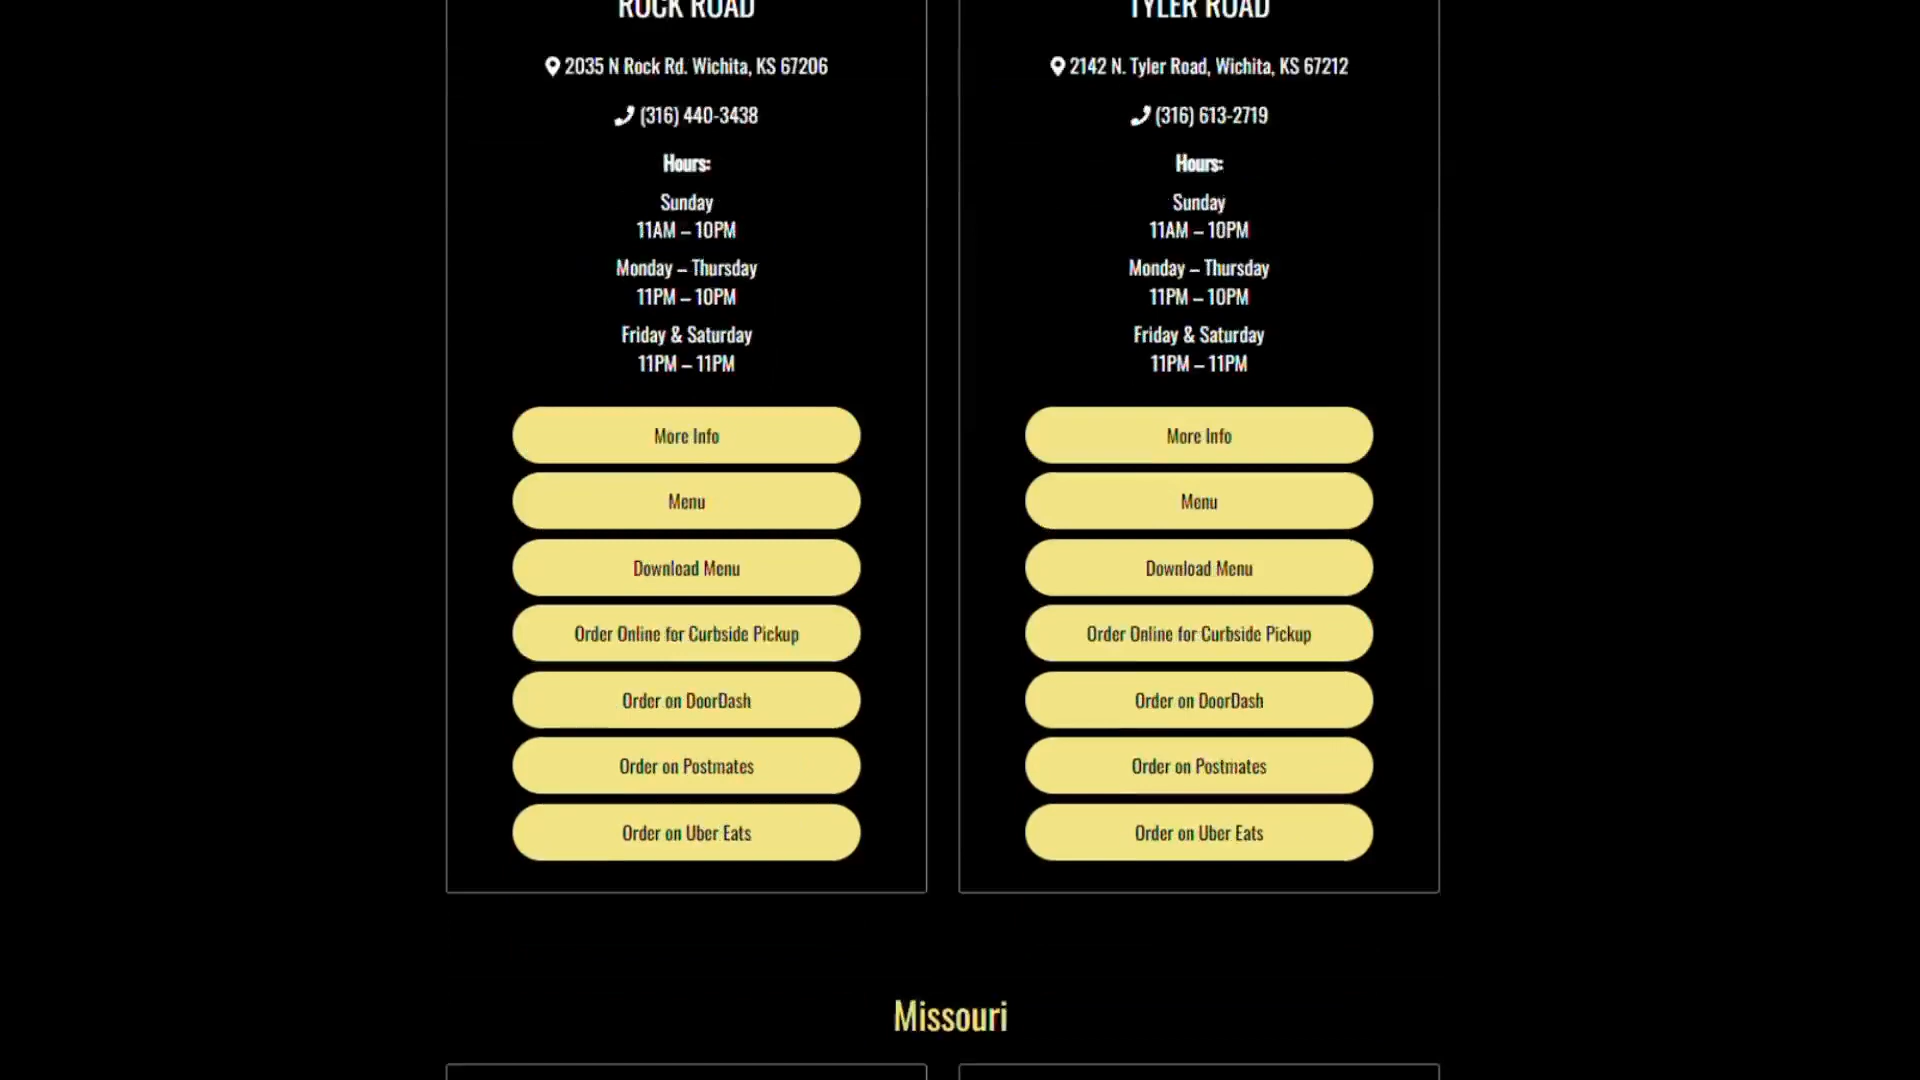 ROCK ROAD
2035 N Rock Rd. Wichita, KS 67206
(316) 440-3438
Hours:
Sunday
11AM – 10PM
Monday – Thursday
11PM – 10PM
Friday & Saturday
11PM – 11PM
More Info
Menu
Download Menu
Order Online for Curbside Pickup
Order on DoorDash
Order on Postmates
Order on Uber Eats
TYLER ROAD
2142 N. Tyler Road, Wichita, KS 67212
(316) 613-2719
Hours:
Sunday
11AM – 10PM
Monday – Thursday
11PM – 10PM
Friday & Saturday
11PM – 11PM
More Info
Menu
Download Menu
Order Online for Curbside Pickup
Order on DoorDash
Order on Postmates
Order on Uber Eats
Missouri